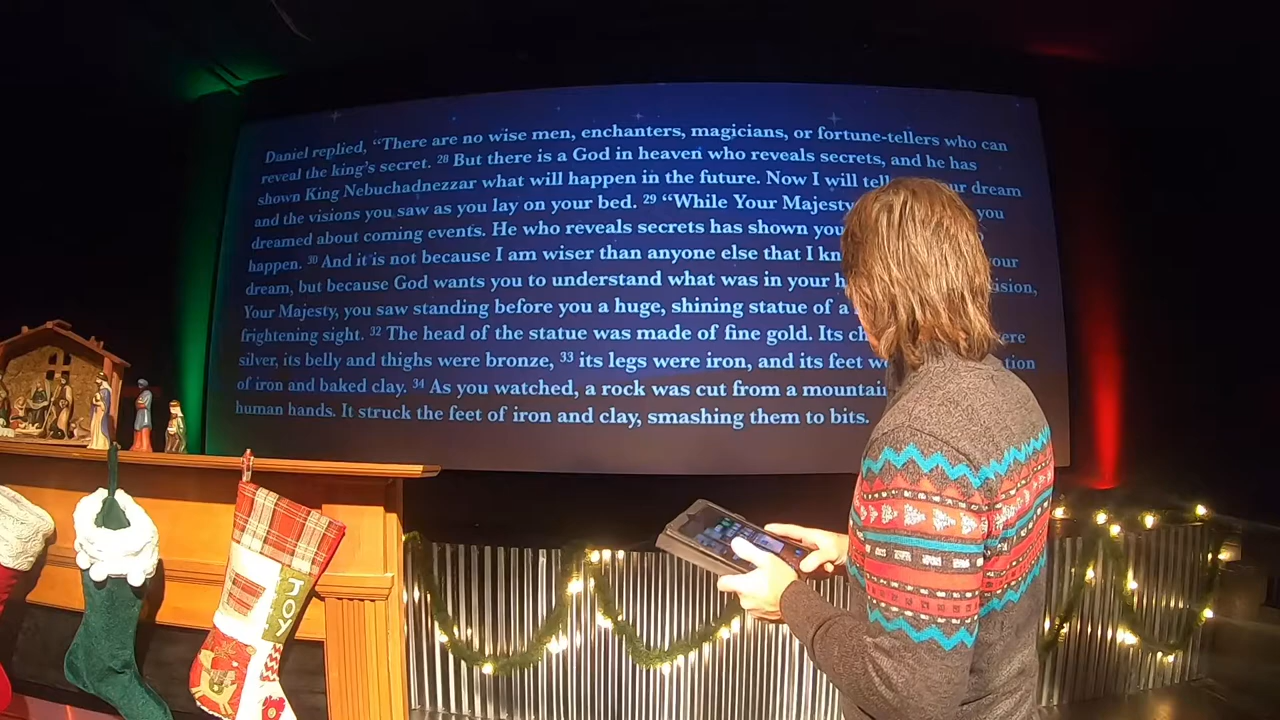 Daniel replied, “There are no wise men, enchanters, magicians, or fortune-tellers who can
reveal the king’s secret. 28 But there is a God in heaven who reveals secrets, and he has
shown King Nebuchadnezzar what will happen in the future. Now I will tell your dream
and the visions you saw as you lay on your bed. 29 “While Your Majesty you
dreamed about coming events. He who reveals secrets has shown you
happen. 30 And it is not because I am wiser than anyone else that I your
dream, but because God wants you to understand what was in your
Your Majesty, you saw standing before you a huge, shining statue of a
frightening sight. 32 The head of the statue was made of fine gold. Its
silver, its belly and thighs were bronze, 33 its legs were iron, and its feet
of iron and baked clay. 34 As you watched, a rock was cut from a mountain
human hands. It struck the feet of iron and clay, smashing them to bits.
JOY